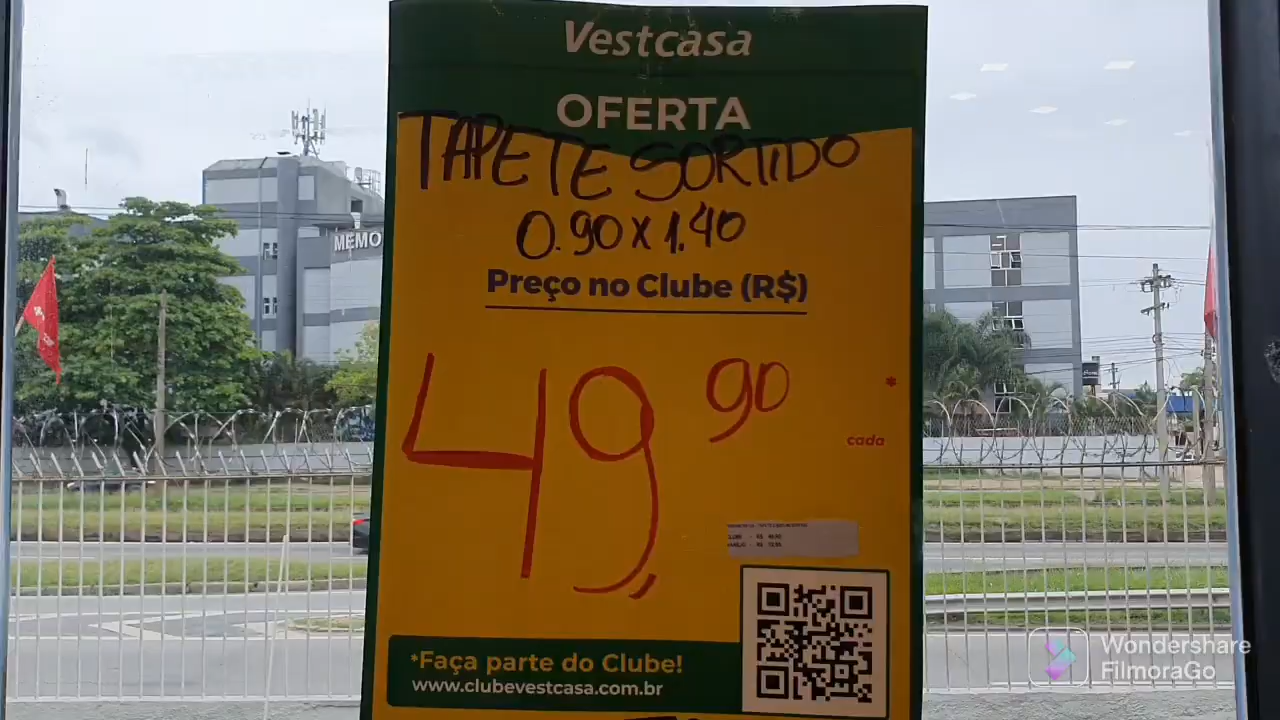 Vestcasa
OFERTA
TAPETE SORTIDO
0.90 x 1.40
Preço no Clube (R$)
49,90
*
cada
*Faça parte do Clube!
www.clubevestcasa.com.br
MEMO
Wondershare
FilmoraGo